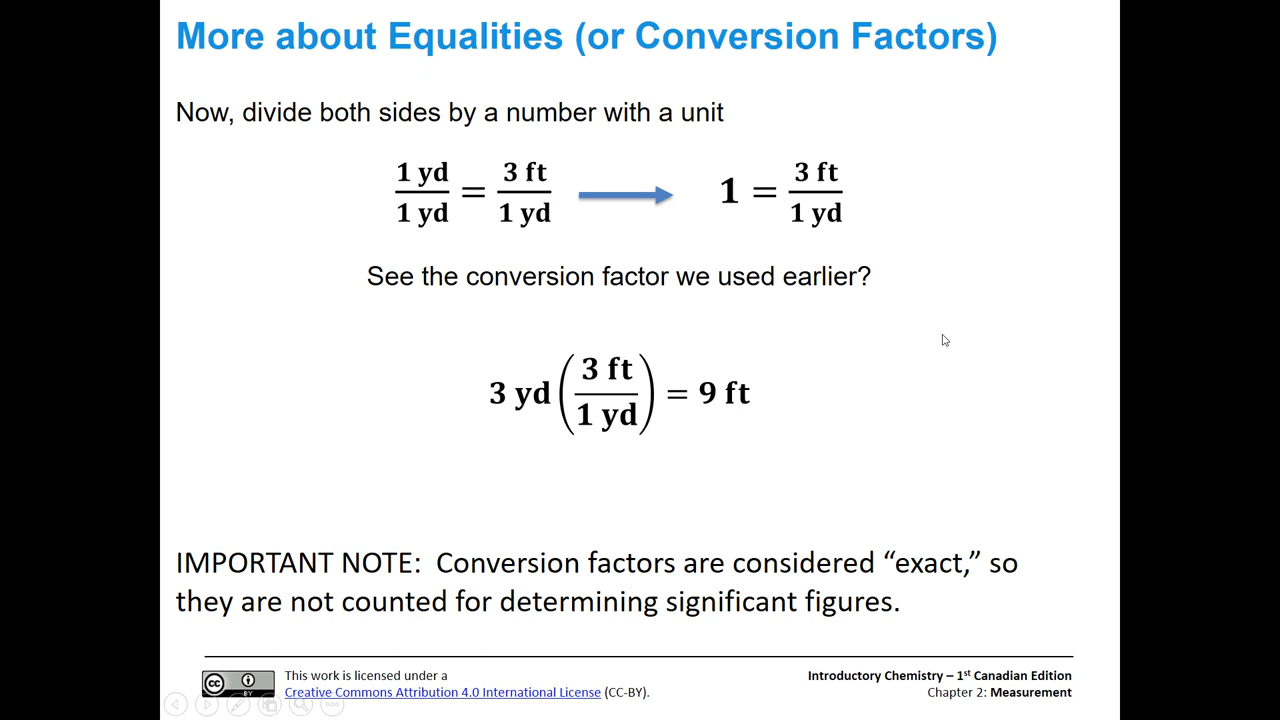 More about Equalities (or Conversion Factors)
Now, divide both sides by a number with a unit
1 yd / 1 yd = 3 ft / 1 yd → 1 = 3 ft / 1 yd
See the conversion factor we used earlier?
3 yd (3 ft / 1 yd) = 9 ft
IMPORTANT NOTE:  Conversion factors are considered “exact,” so
they are not counted for determining significant figures.
cc BY
This work is licensed under a
Creative Commons Attribution 4.0 International License (CC-BY).
Introductory Chemistry – 1st Canadian Edition
Chapter 2: Measurement